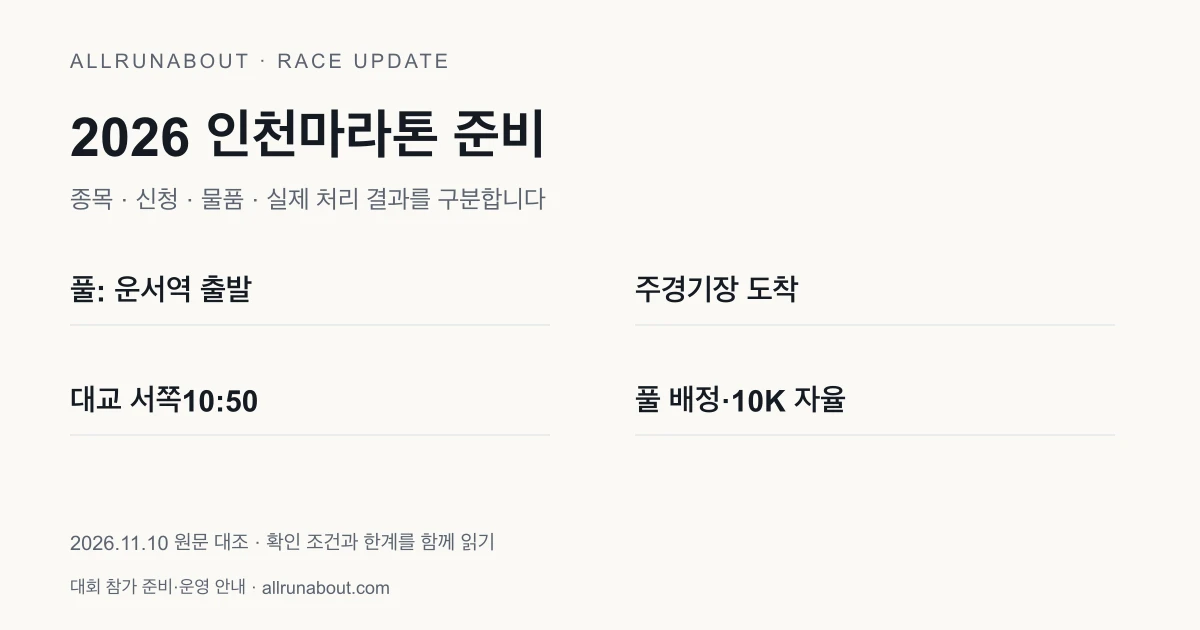 ALLRUNABOUT · RACE UPDATE
2026 인천마라톤 준비
종목 · 신청 · 물품 · 실제 처리 결과를 구분합니다
풀: 운서역 출발
주경기장 도착
대교 서쪽10:50
풀 배정·10K 자율
2026.11.10 원문 대조 · 확인 조건과 한계를 함께 읽기
대회 참가 준비·운영 안내 · allrunabout.com